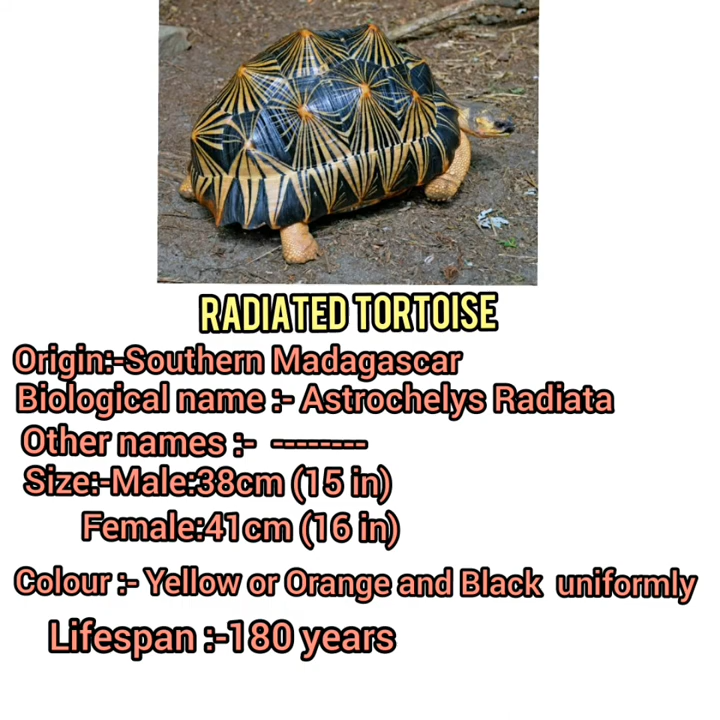 RADIATED TORTOISE
Origin:-Southern Madagascar
Biological name :- Astrochelys Radiata
Other names :- --------
Size:-Male:38cm (15 in)
Female:41cm (16 in)
Colour :- Yellow or Orange and Black uniformly
Lifespan :-180 years